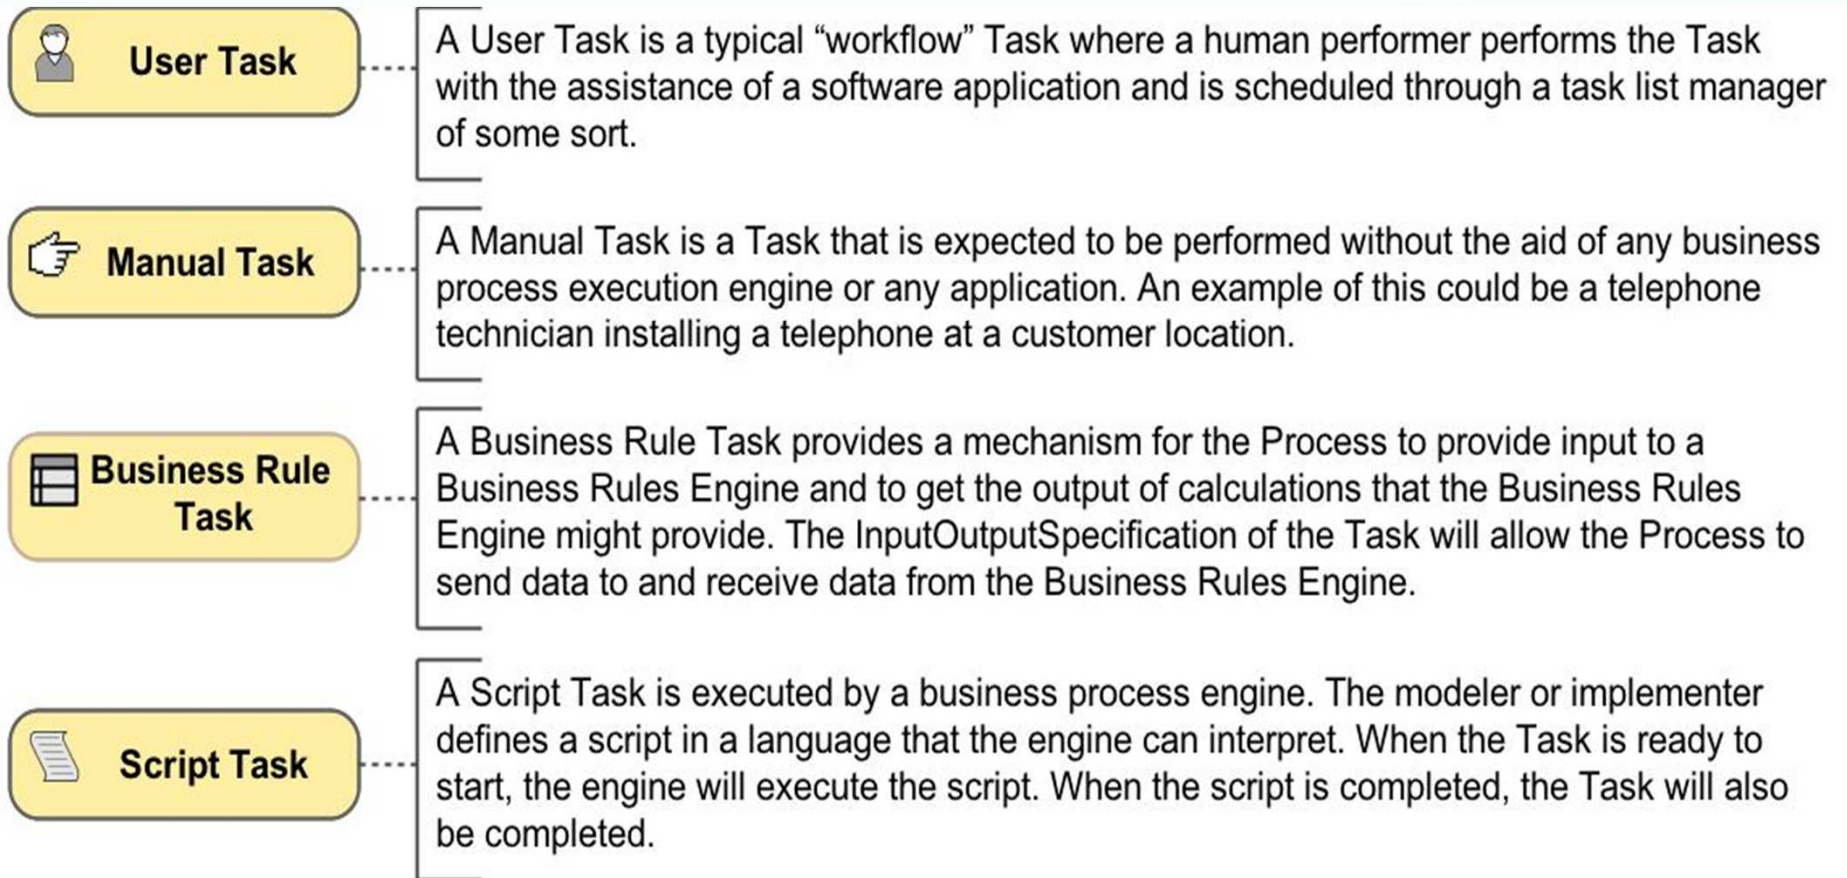 User Task
A User Task is a typical “workflow” Task where a human performer performs the Task
with the assistance of a software application and is scheduled through a task list manager
of some sort.
Manual Task
A Manual Task is a Task that is expected to be performed without the aid of any business
process execution engine or any application. An example of this could be a telephone
technician installing a telephone at a customer location.
Business Rule
Task
A Business Rule Task provides a mechanism for the Process to provide input to a
Business Rules Engine and to get the output of calculations that the Business Rules
Engine might provide. The InputOutputSpecification of the Task will allow the Process to
send data to and receive data from the Business Rules Engine.
Script Task
A Script Task is executed by a business process engine. The modeler or implementer
defines a script in a language that the engine can interpret. When the Task is ready to
start, the engine will execute the script. When the script is completed, the Task will also
be completed.